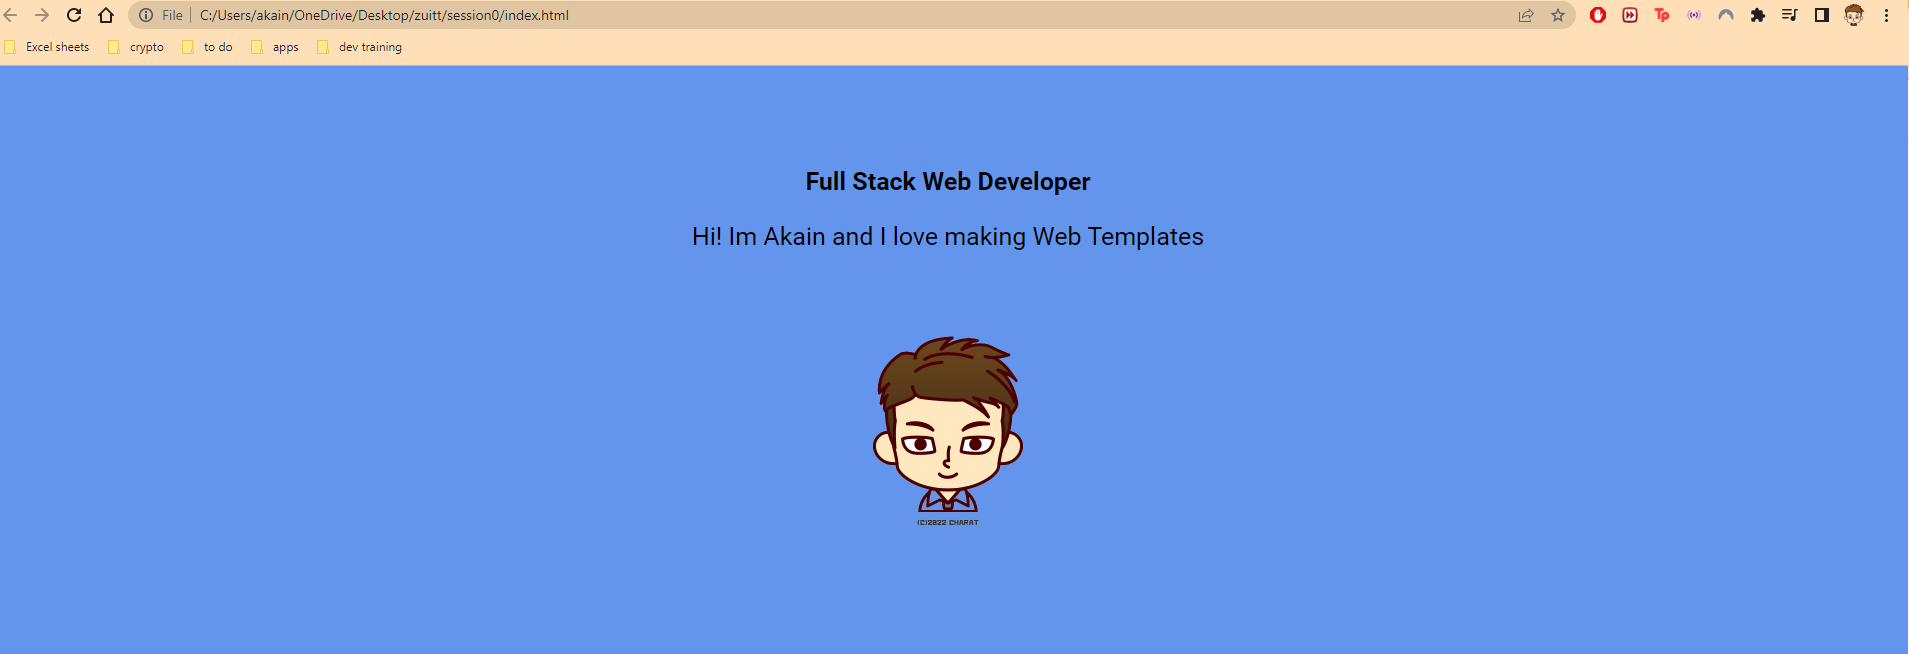 File C:/Users/akain/OneDrive/Desktop/zuitt/session0/index.html
Tp
Excel sheets crypto to do apps dev training
Full Stack Web Developer
Hi! Im Akain and I love making Web Templates
(C)2022 CHARAT